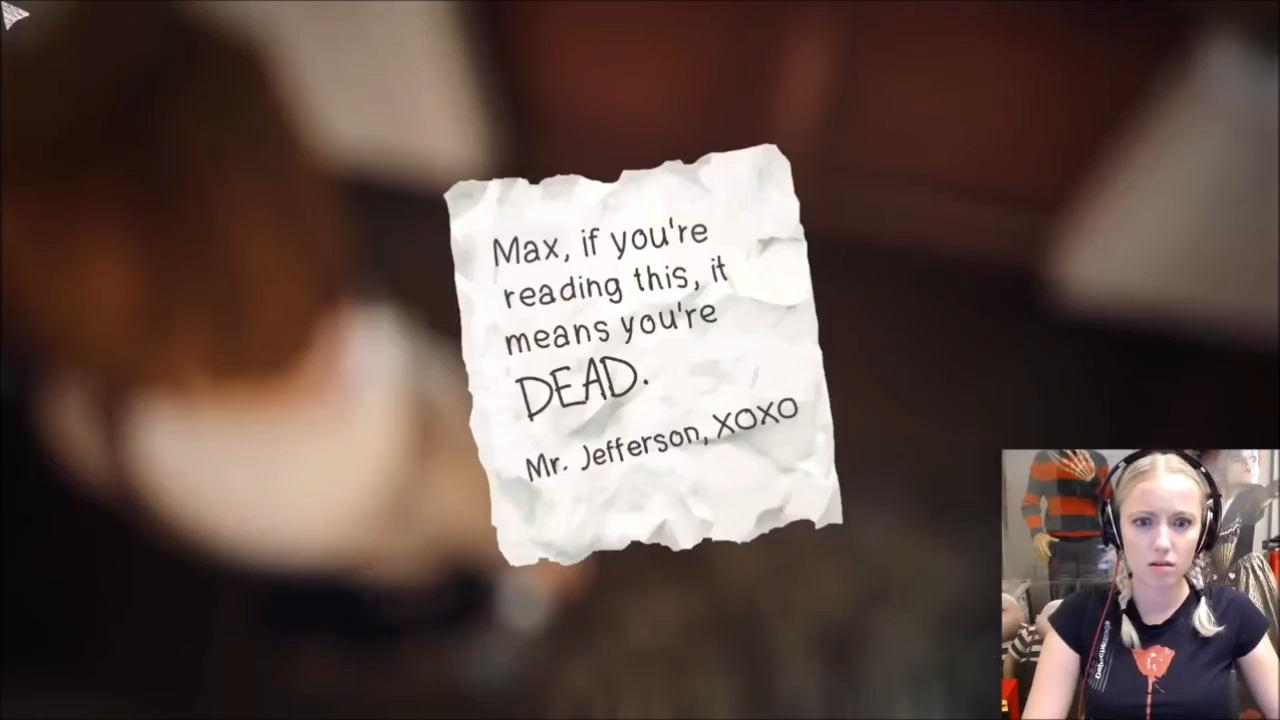 Max, if you're
reading this, it
means you're
DEAD.
Mr. Jefferson, XOXO